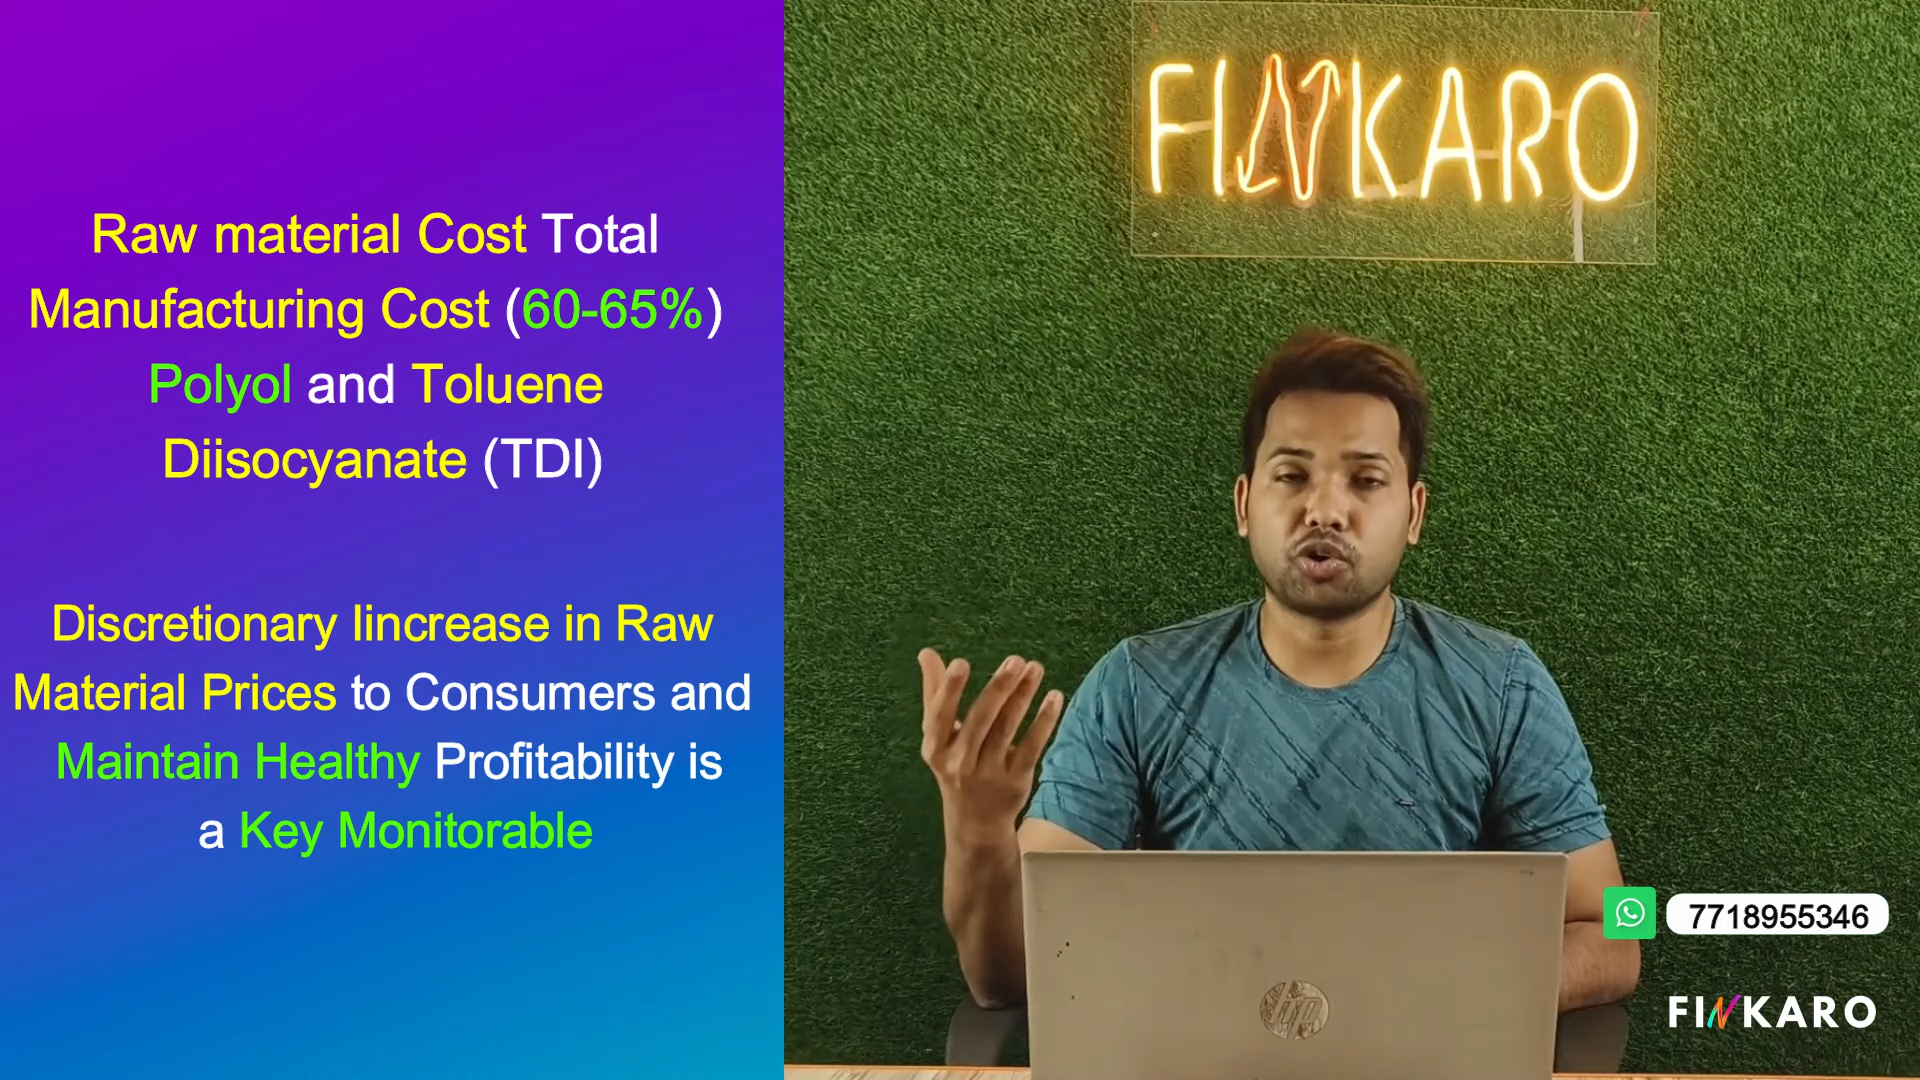 Raw material Cost Total
Manufacturing Cost (60-65%)
Polyol and Toluene
Diisocyanate (TDI)
Discretionary Iincrease in Raw
Material Prices to Consumers and
Maintain Healthy Profitability is
a Key Monitorable
FINKARO
hp
7718955346
FINKARO